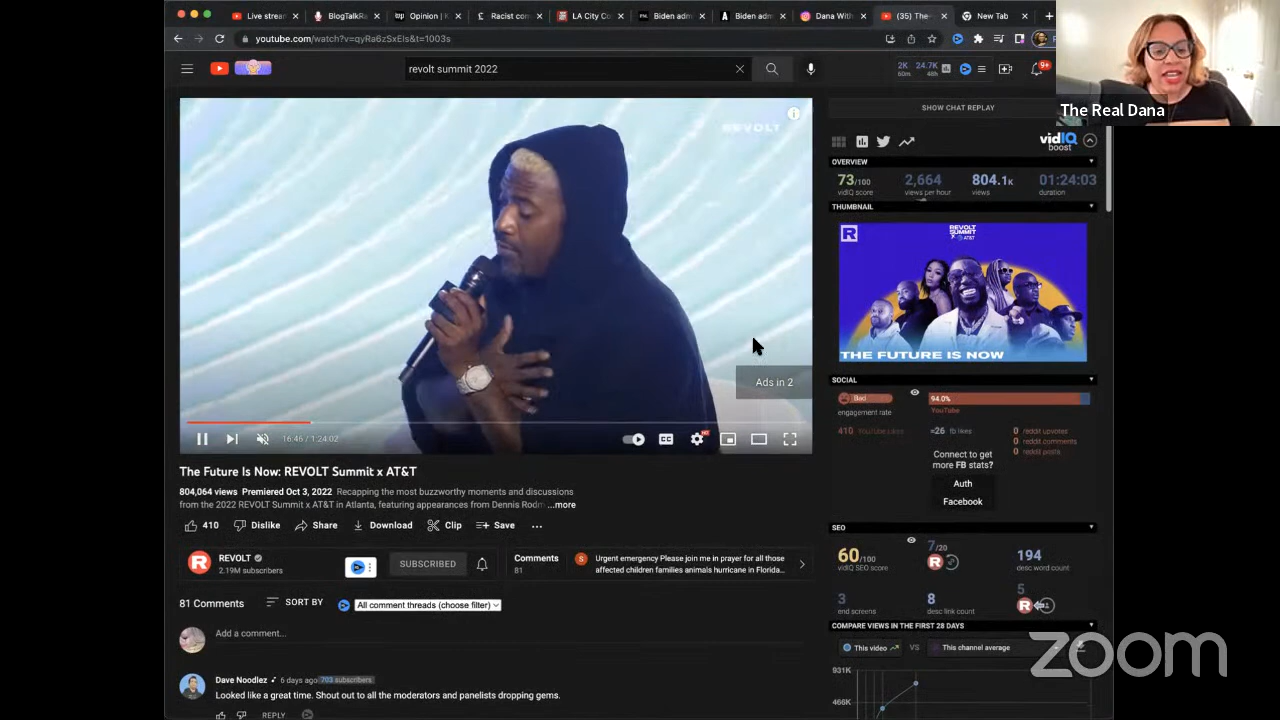 Live stream
BlogTalkRa
Opinion |
Racist com
LA City Co
Biden adm
Biden adm
Dana With
(35) The
New Tab
youtube.com/watch?v=qyRa6zSxEls&t=1003s
revolt summit 2022
2K 24.7K
60m 48h
9+
The Real Dana
REVOLT
Ads in 2
16:46 / 1:24:02
CC
The Future Is Now: REVOLT Summit x AT&T
804,064 views Premiered Oct 3, 2022 Recapping the most buzzworthy moments and discussions
from the 2022 REVOLT Summit x AT&T in Atlanta, featuring appearances from Dennis Rodm ...more
410 Dislike Share Download Clip Save ...
REVOLT
2.19M subscribers
SUBSCRIBED
Comments
81
Urgent emergency Please join me in prayer for all those
affected children families animals hurricane in Florida...
81 Comments SORT BY All comment threads (choose filter)
Add a comment...
Dave Noodlez 6 days ago 703 subscribers
Looked like a great time. Shout out to all the moderators and panelists dropping gems.
REPLY
SHOW CHAT REPLAY
vidIQ
boost
OVERVIEW
73/100 2,664 804.1K 01:24:03
vidIQ score views per hour views duration
THUMBNAIL
REVOLT
SUMMIT
AT&T
THE FUTURE IS NOW
SOCIAL
Bad 94.0%
engagement rate YouTube
410 YouTube likes ≈26 fb likes 0 reddit upvotes
0 reddit comments
0 reddit posts
Connect to get
more FB stats?
Auth
Facebook
SEO
60/100 7/20 194
vidIQ SEO score desc word count
3 8 5
end screens desc link count
COMPARE VIEWS IN THE FIRST 28 DAYS
This video VS This channel average
931K
466K
zoom